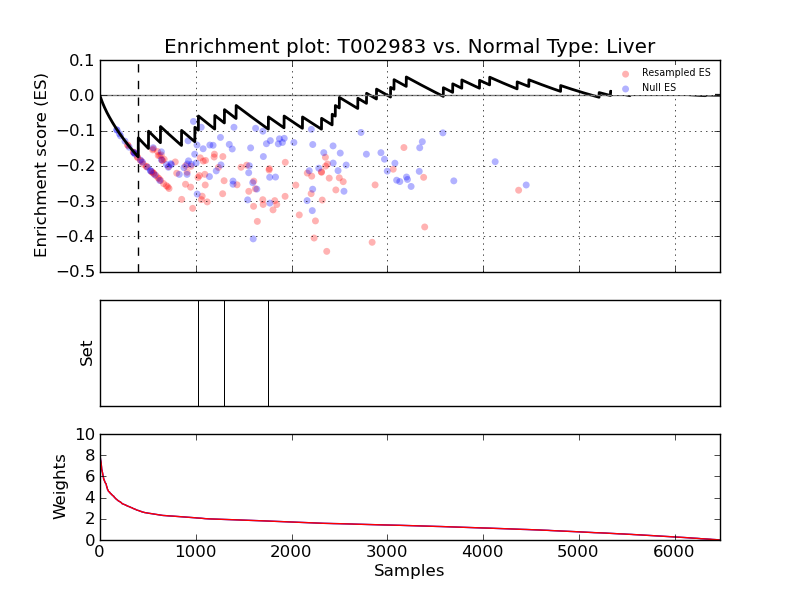 Enrichment plot: T002983 vs. Normal Type: Liver
Enrichment score (ES)
0.1
0.0
−0.1
−0.2
−0.3
−0.4
−0.5
Resampled ES
Null ES
Set
Weights
10
8
6
4
2
0
0 1000 2000 3000 4000 5000 6000
Samples